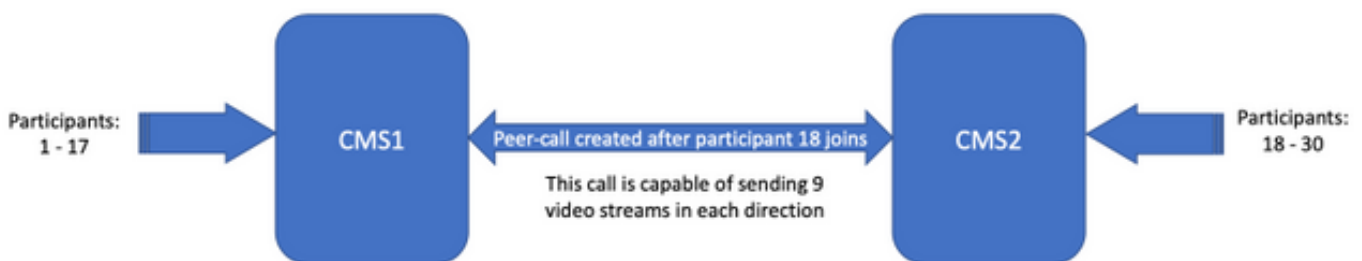 Participants:
1 - 17
CMS1
Peer-call created after participant 18 joins
This call is capable of sending 9
video streams in each direction
CMS2
Participants:
18 - 30